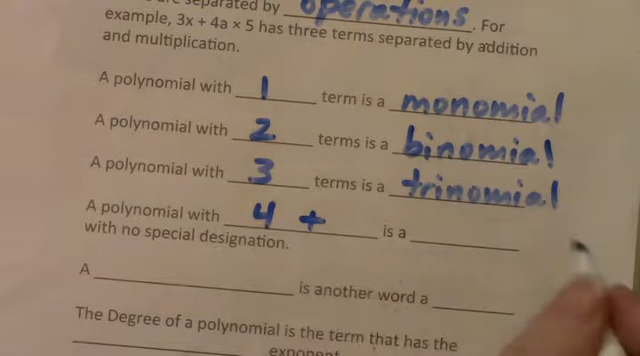 separated by operations. For
example, 3x + 4a × 5 has three terms separated by addition
and multiplication.
A polynomial with 1 term is a monomial
A polynomial with 2 terms is a binomial
A polynomial with 3 terms is a trinomial
A polynomial with 4 + is a
with no special designation.
A is another word a
The Degree of a polynomial is the term that has the
exponent